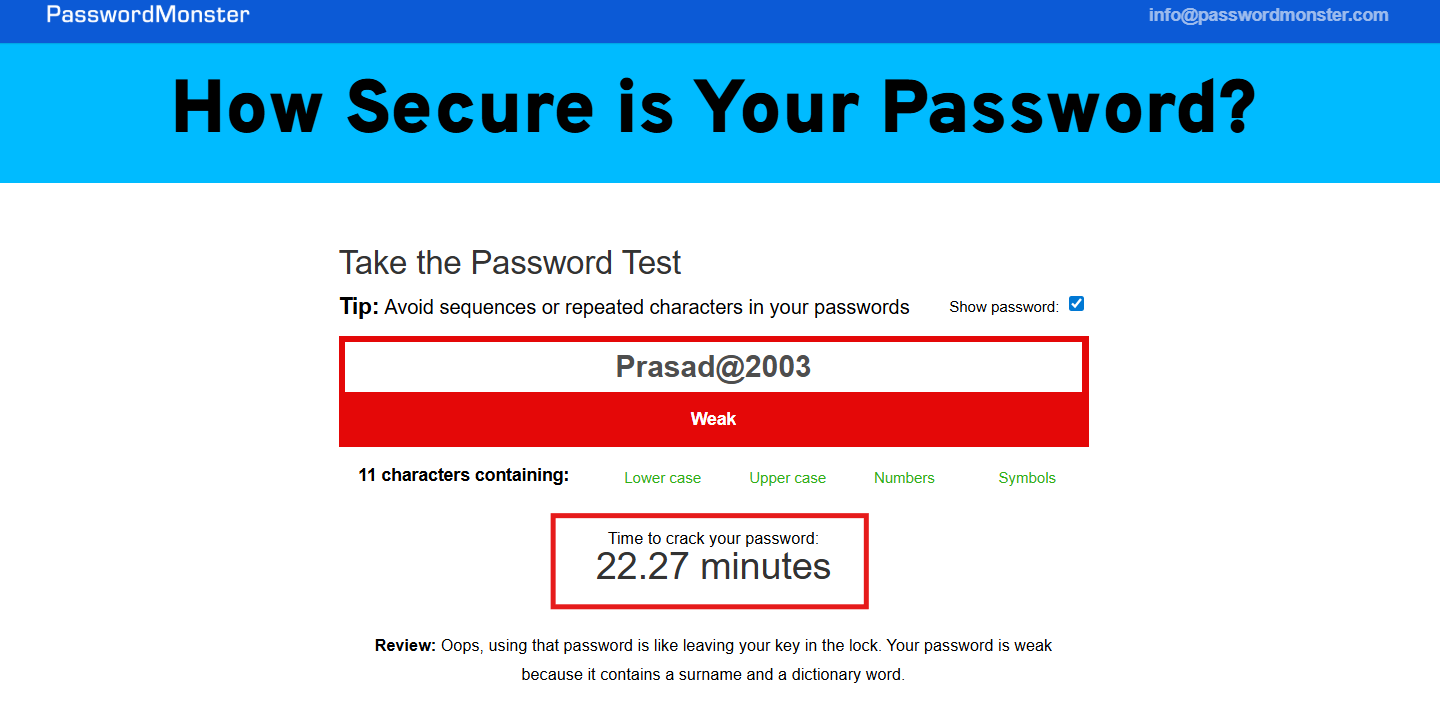 PasswordMonster
info@passwordmonster.com
How Secure is Your Password?
Take the Password Test
Tip: Avoid sequences or repeated characters in your passwords
Show password:
Prasad@2003
Weak
11 characters containing:
Lower case
Upper case
Numbers
Symbols
Time to crack your password:
22.27 minutes
Review: Oops, using that password is like leaving your key in the lock. Your password is weak
because it contains a surname and a dictionary word.